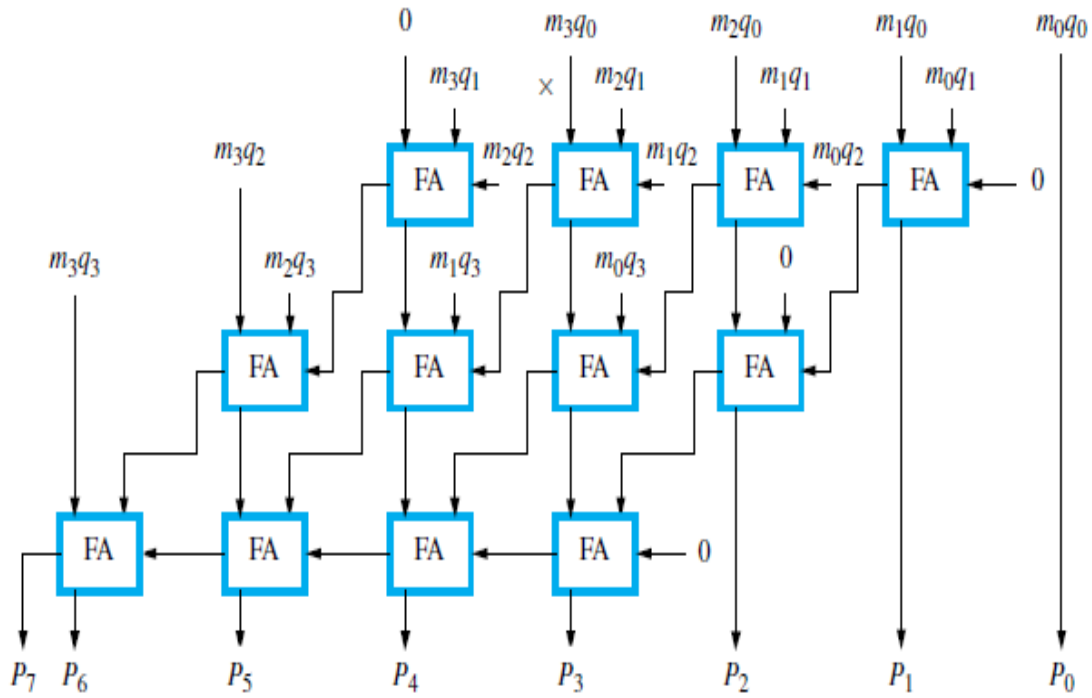 0 m₃q₀ m₂q₀ m₁q₀ m₀q₀
m₃q₁ × m₂q₁ m₁q₁ m₀q₁
m₃q₂ FA m₂q₂ FA m₁q₂ FA m₀q₂ FA 0
m₃q₃ m₂q₃ m₁q₃ m₀q₃ 0
FA FA FA FA
FA FA FA FA 0
P₇ P₆ P₅ P₄ P₃ P₂ P₁ P₀